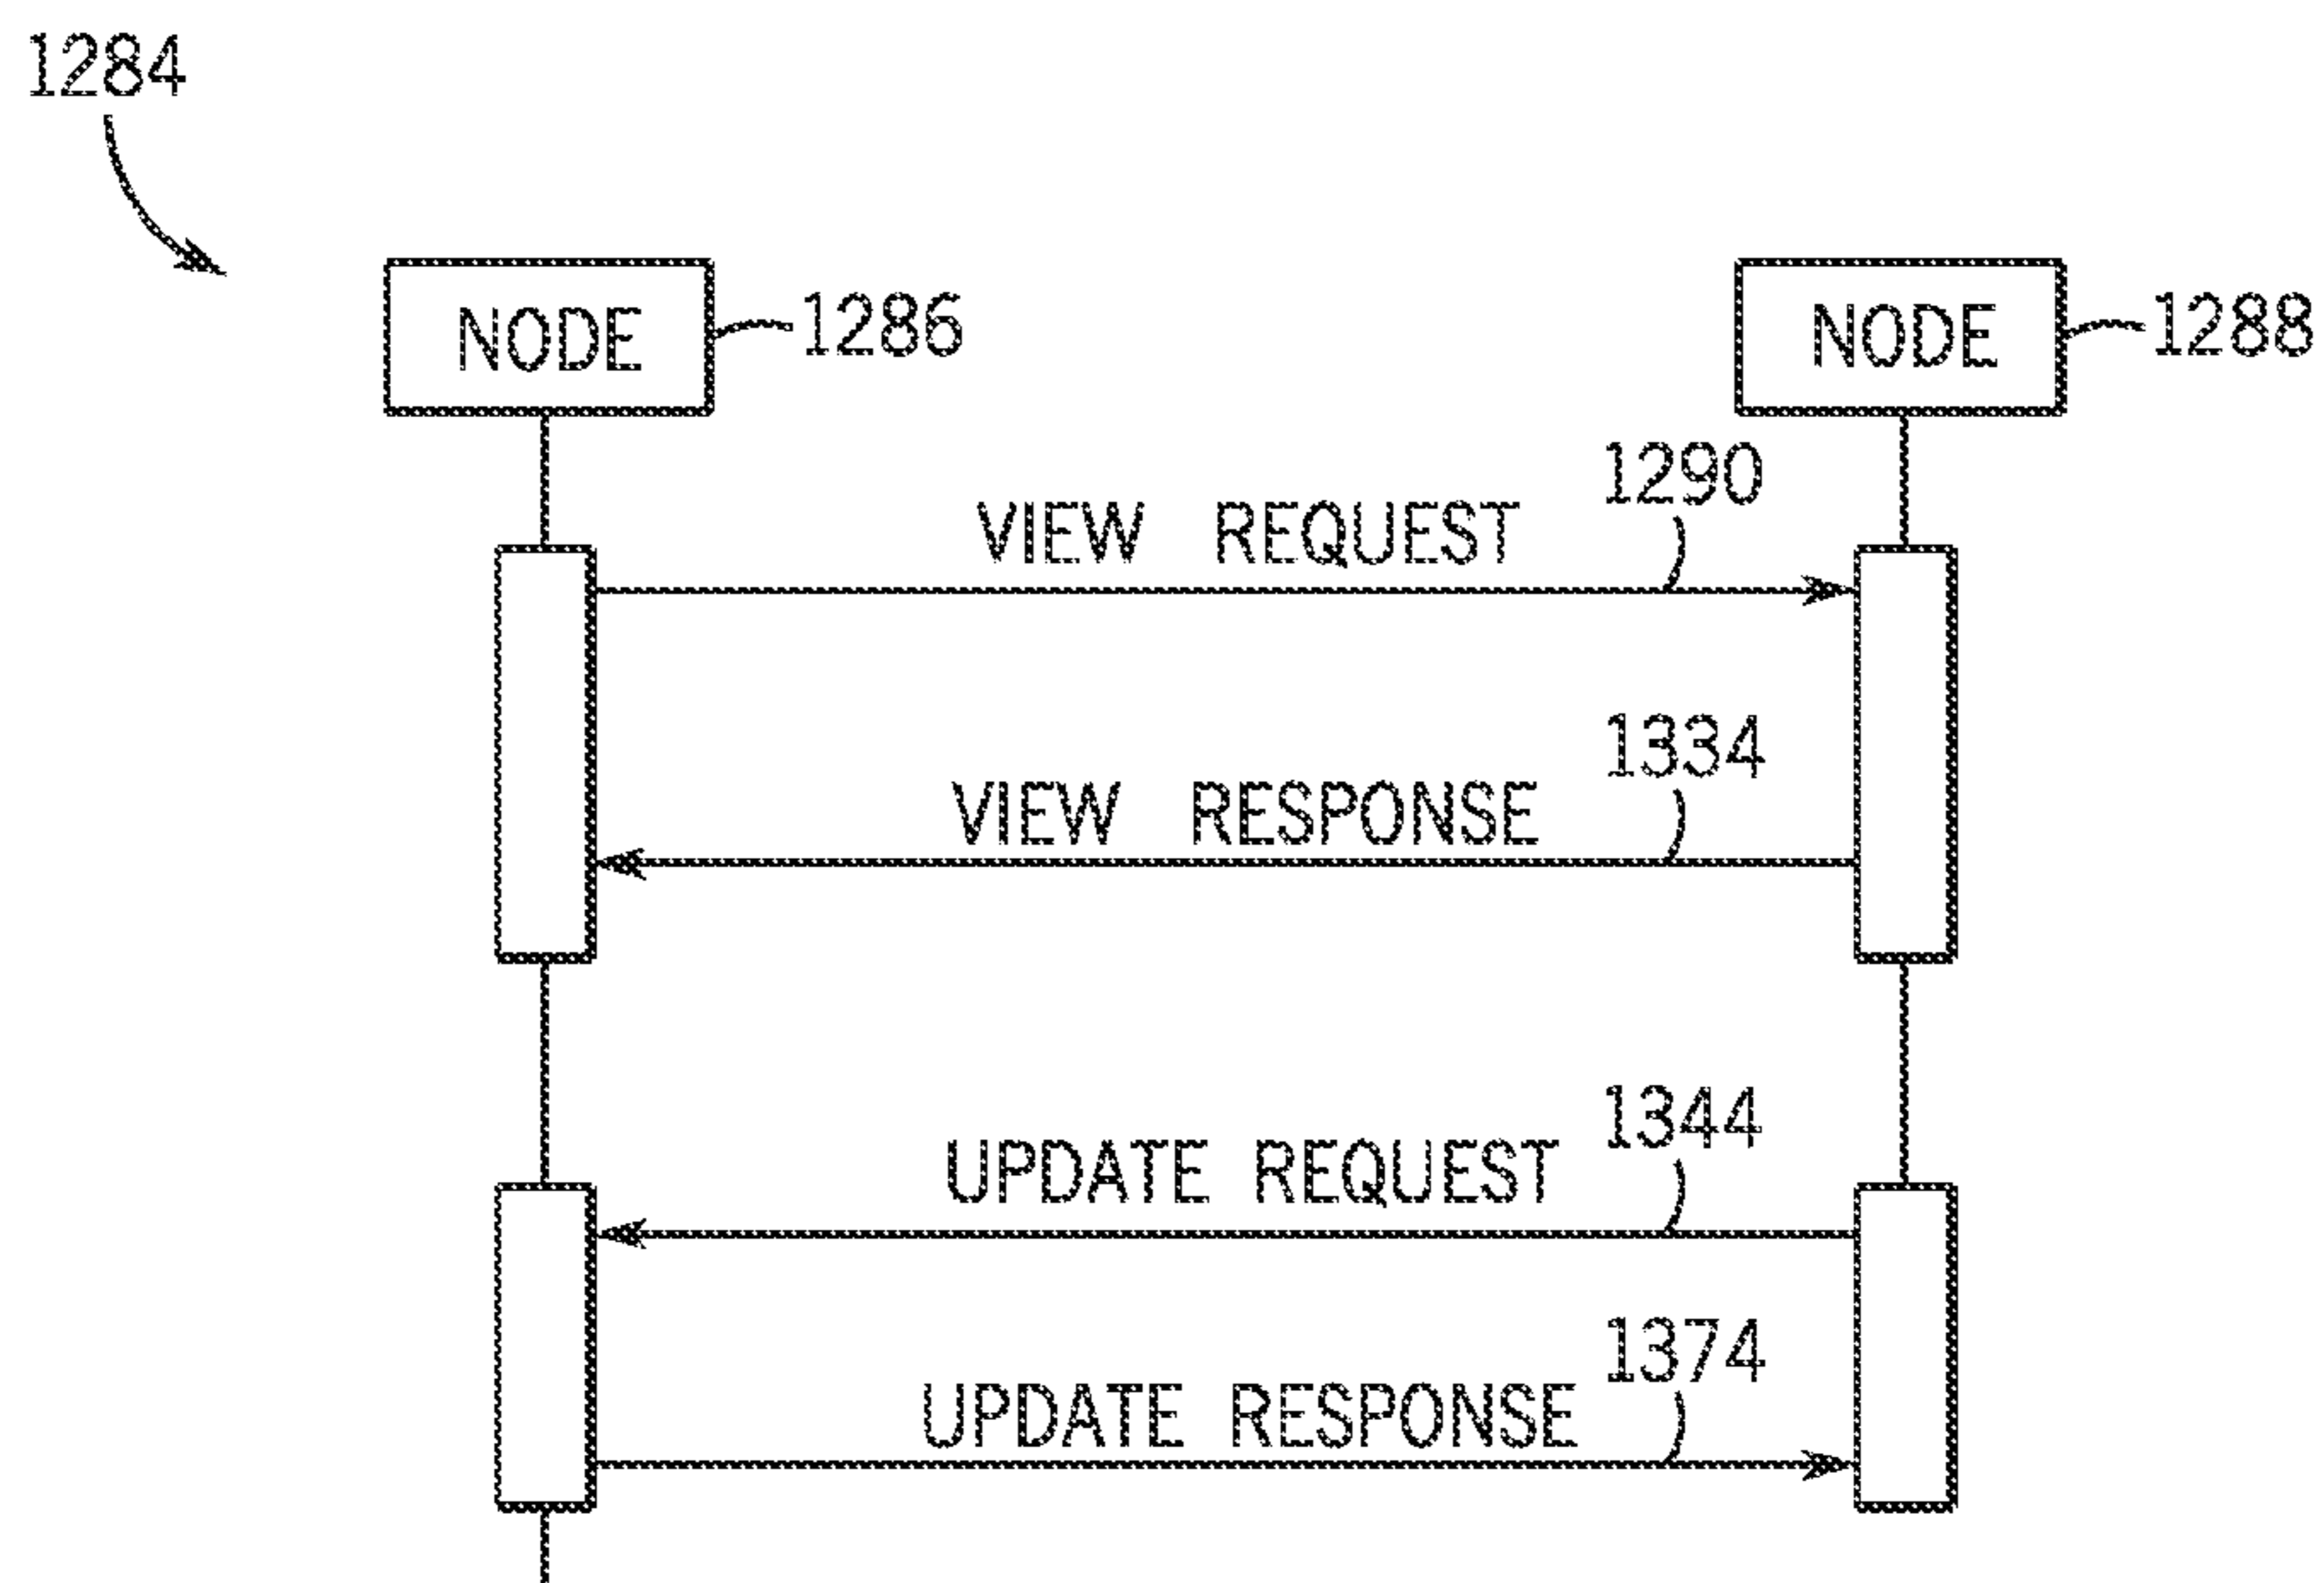 1284
NODE 1286
NODE 1288
1290
VIEW REQUEST
1334
VIEW RESPONSE
1344
UPDATE REQUEST
1374
UPDATE RESPONSE